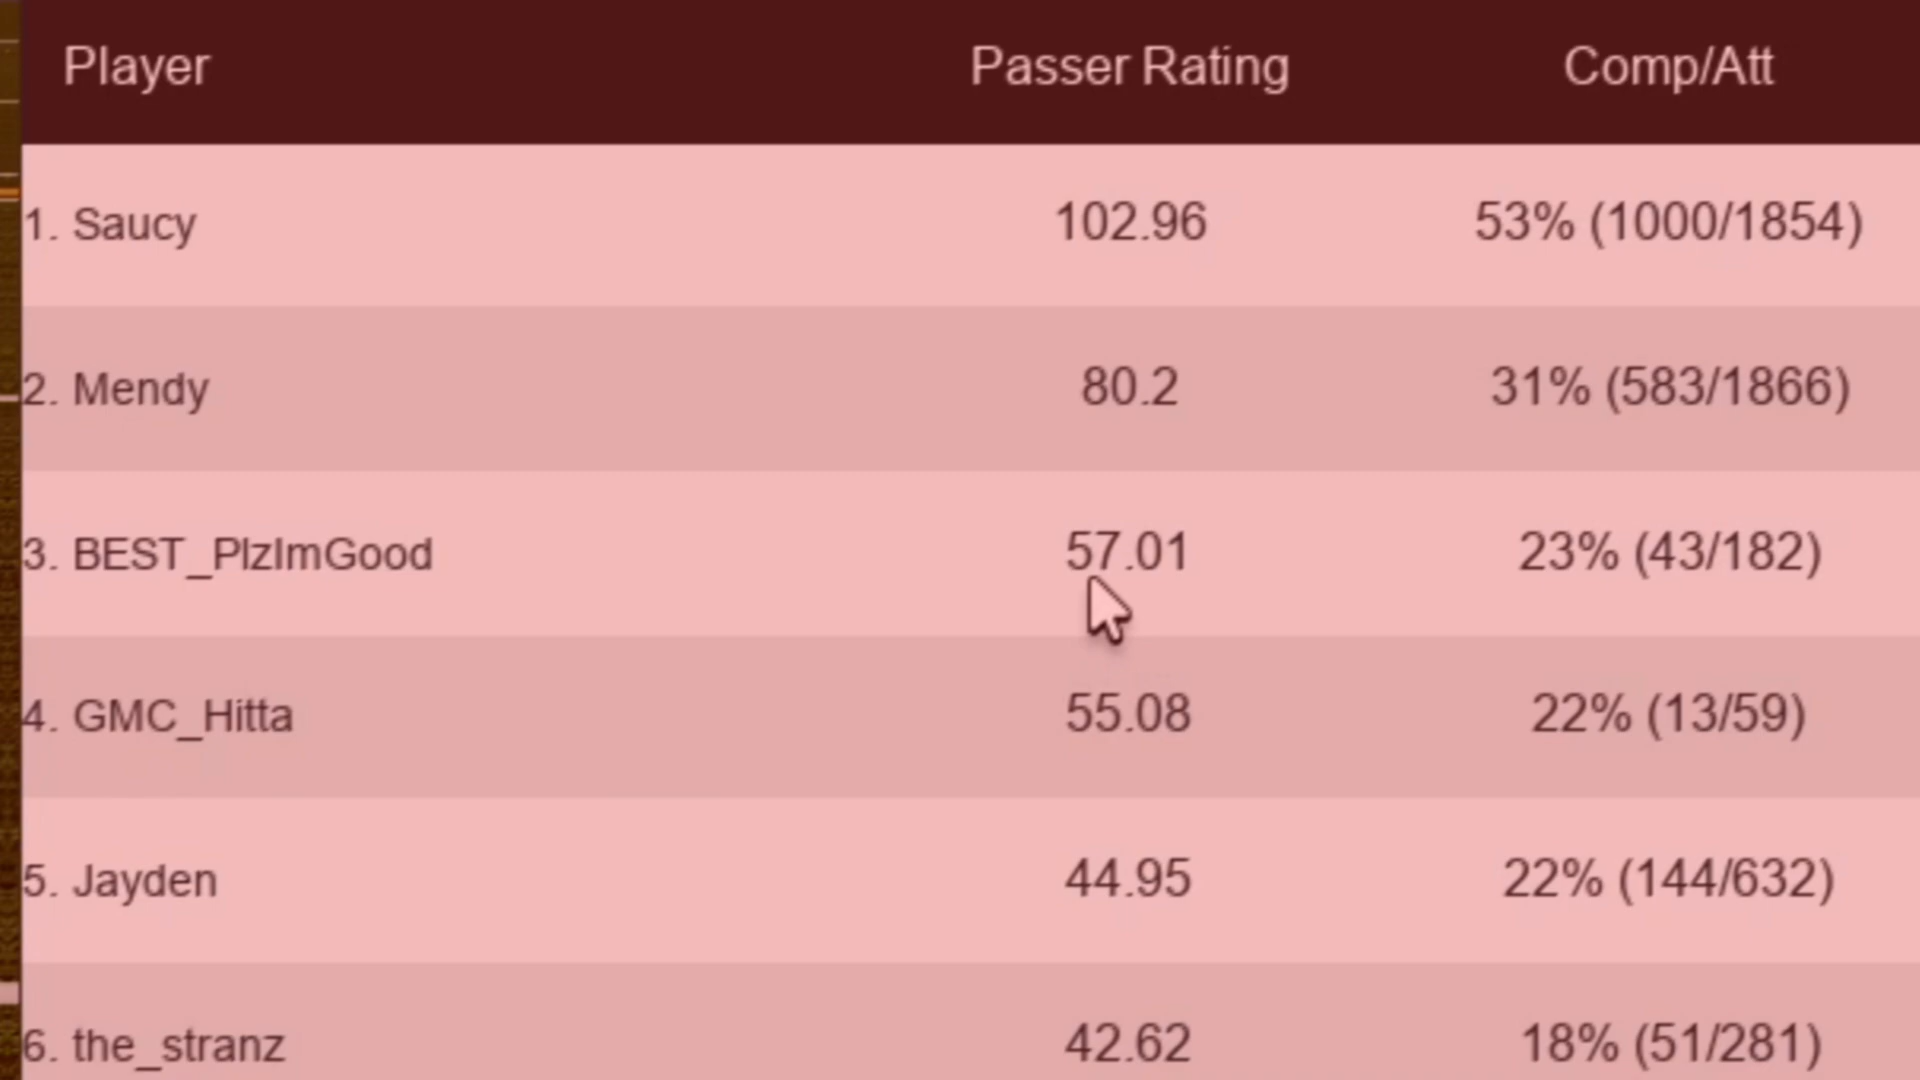 Player Passer Rating Comp/Att
1. Saucy 102.96 53% (1000/1854)
2. Mendy 80.2 31% (583/1866)
3. BEST_PlzImGood 57.01 23% (43/182)
4. GMC_Hitta 55.08 22% (13/59)
5. Jayden 44.95 22% (144/632)
6. the_stranz 42.62 18% (51/281)